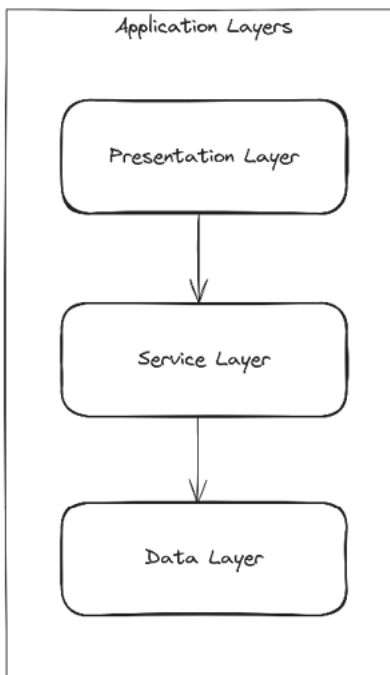 Application Layers
Presentation Layer
Service Layer
Data Layer